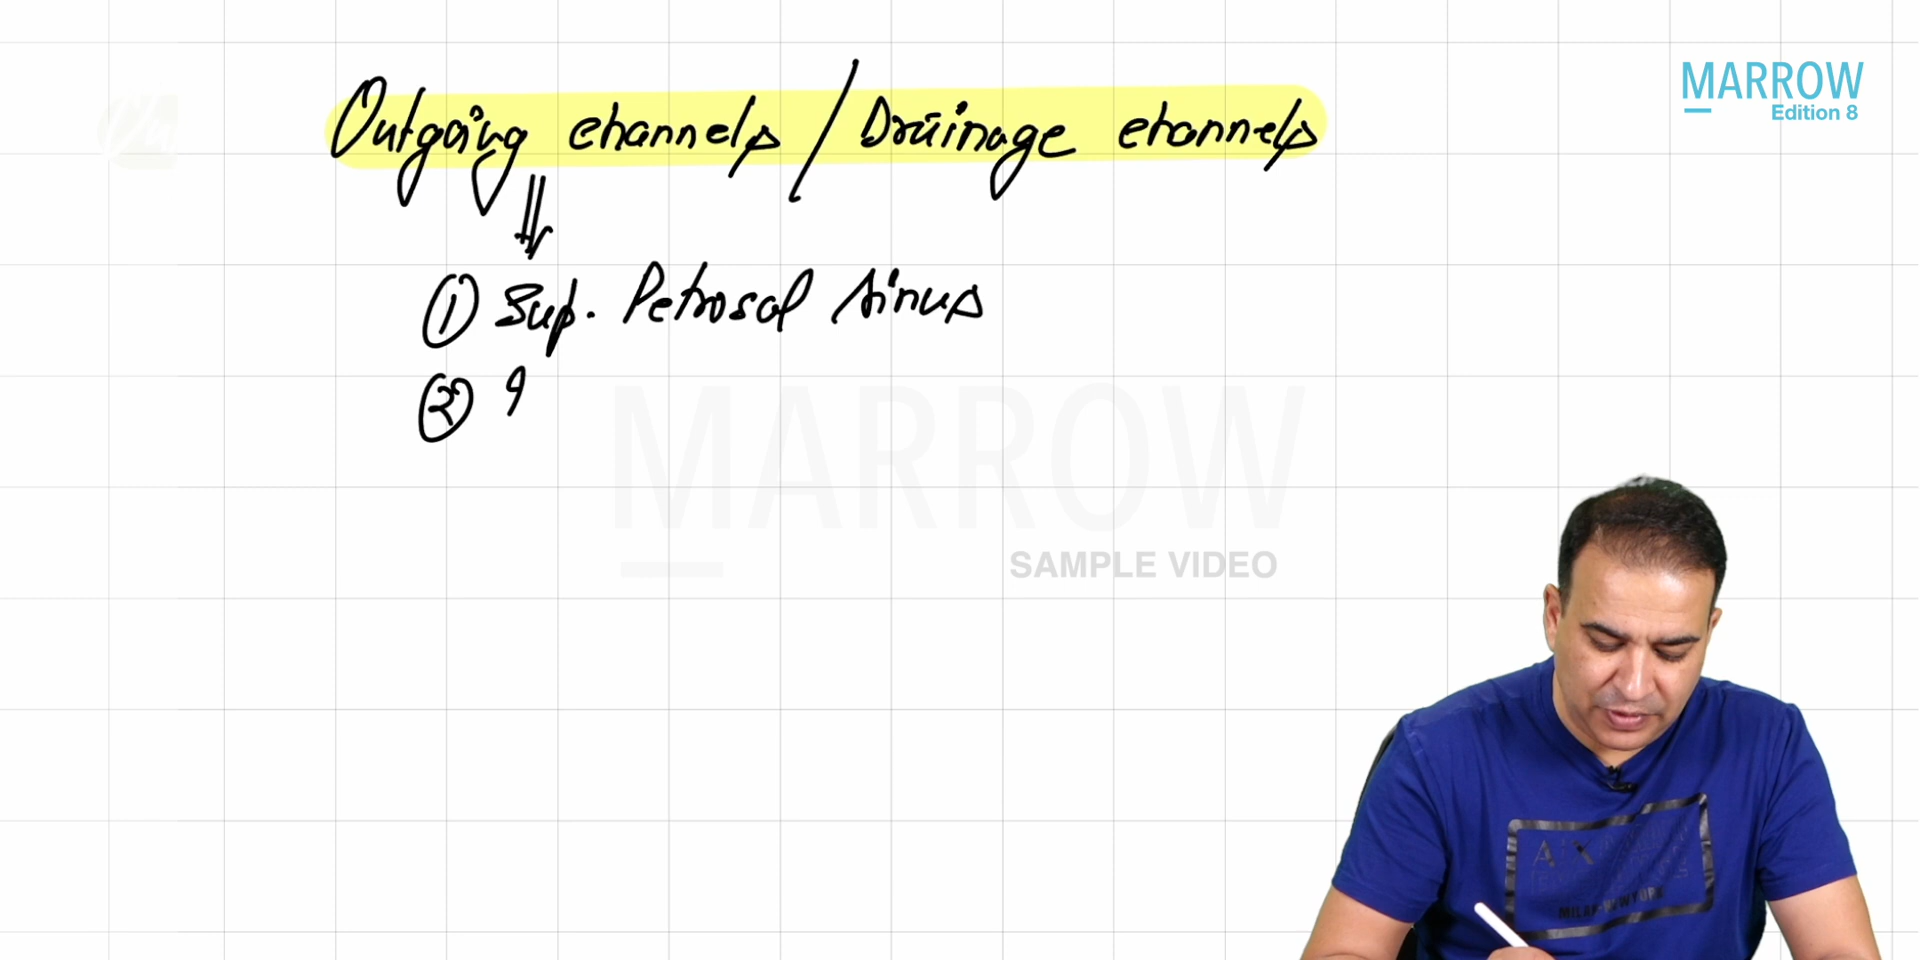 MARROW
Edition 8
Outgoing channels / Drainage channels
① Sup. Petrosal sinus
②
MARROW
SAMPLE VIDEO